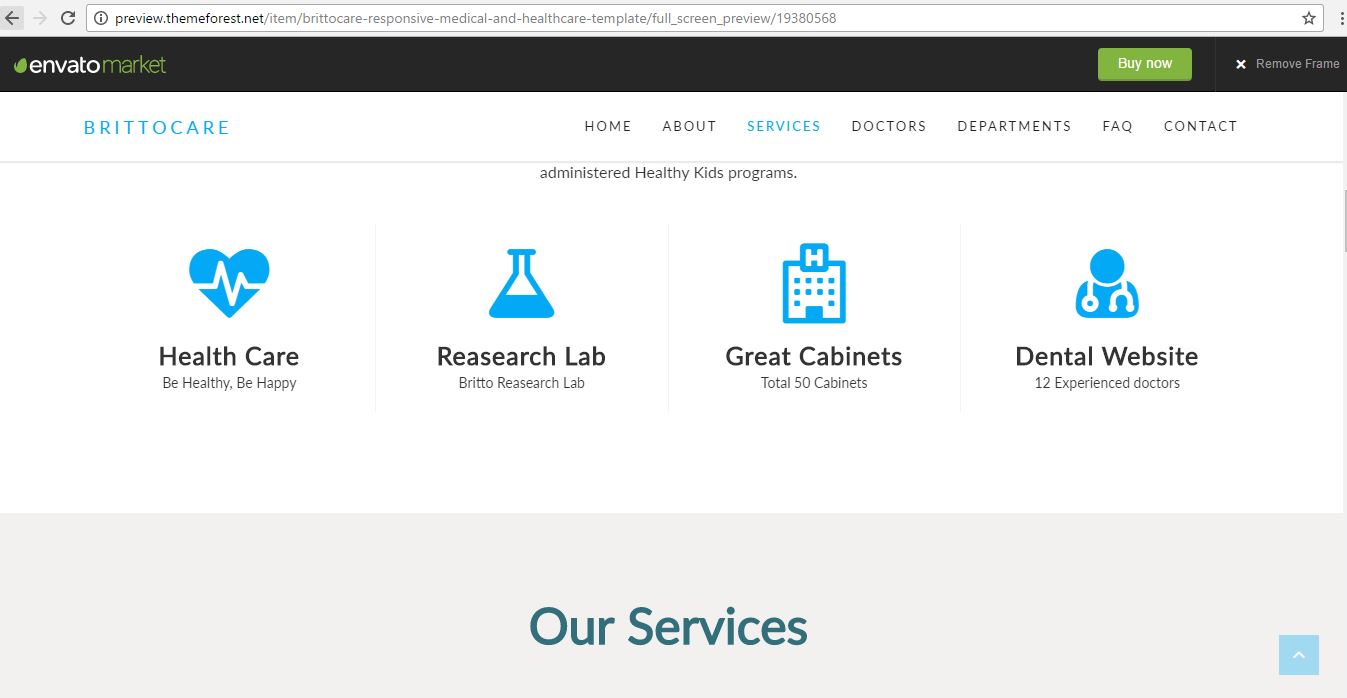 preview.themeforest.net/item/brittocare-responsive-medical-and-healthcare-template/full_screen_preview/19380568
envato market Buy now Remove Frame
BRITTOCARE HOME ABOUT SERVICES DOCTORS DEPARTMENTS FAQ CONTACT
administered Healthy Kids programs.
H
Health Care Reasearch Lab Great Cabinets Dental Website
Be Healthy, Be Happy Britto Reasearch Lab Total 50 Cabinets 12 Experienced doctors
Our Services